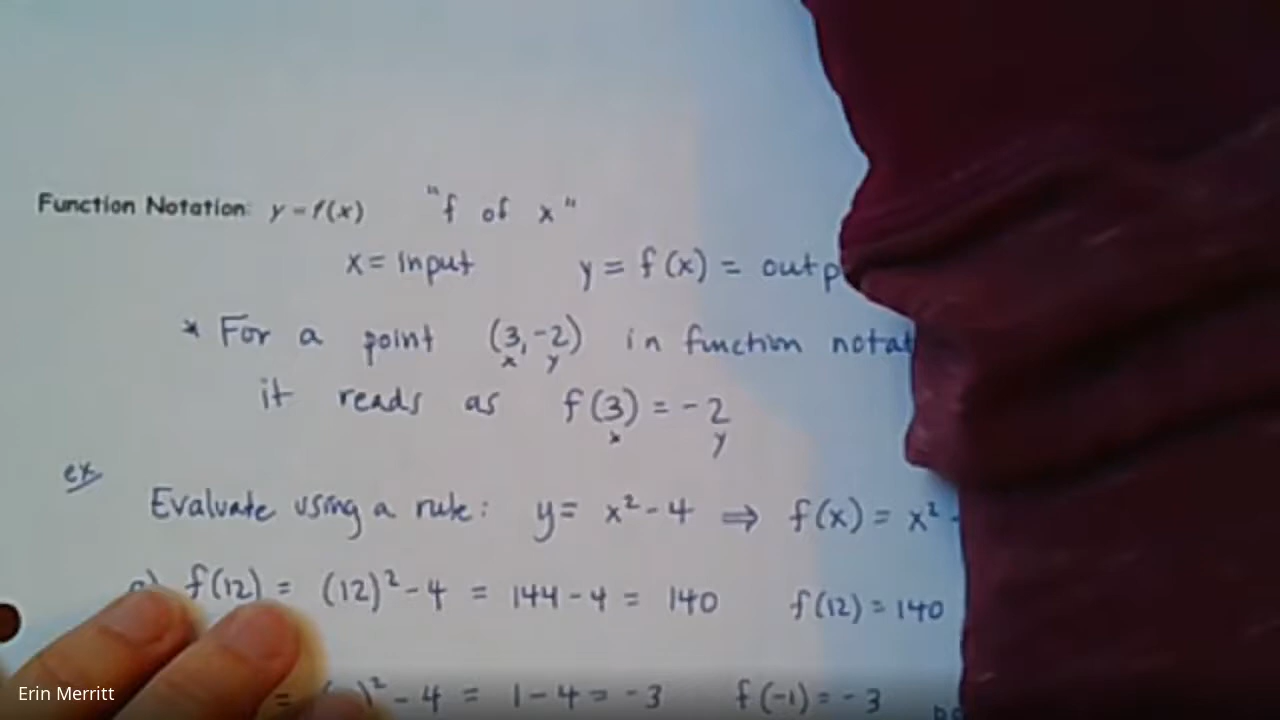 Function Notation: y = f(x) "f of x"
x = input y = f(x) = outp
* For a point (3, -2) in function notat
x y
it reads as f(3) = -2
x y
ex
Evaluate using a rule: y = x² - 4 ⇒ f(x) = x² -
a) f(12) = (12)² - 4 = 144 - 4 = 140 f(12) = 140
= ( )² - 4 = 1 - 4 = -3 f(-1) = -3
Erin Merritt